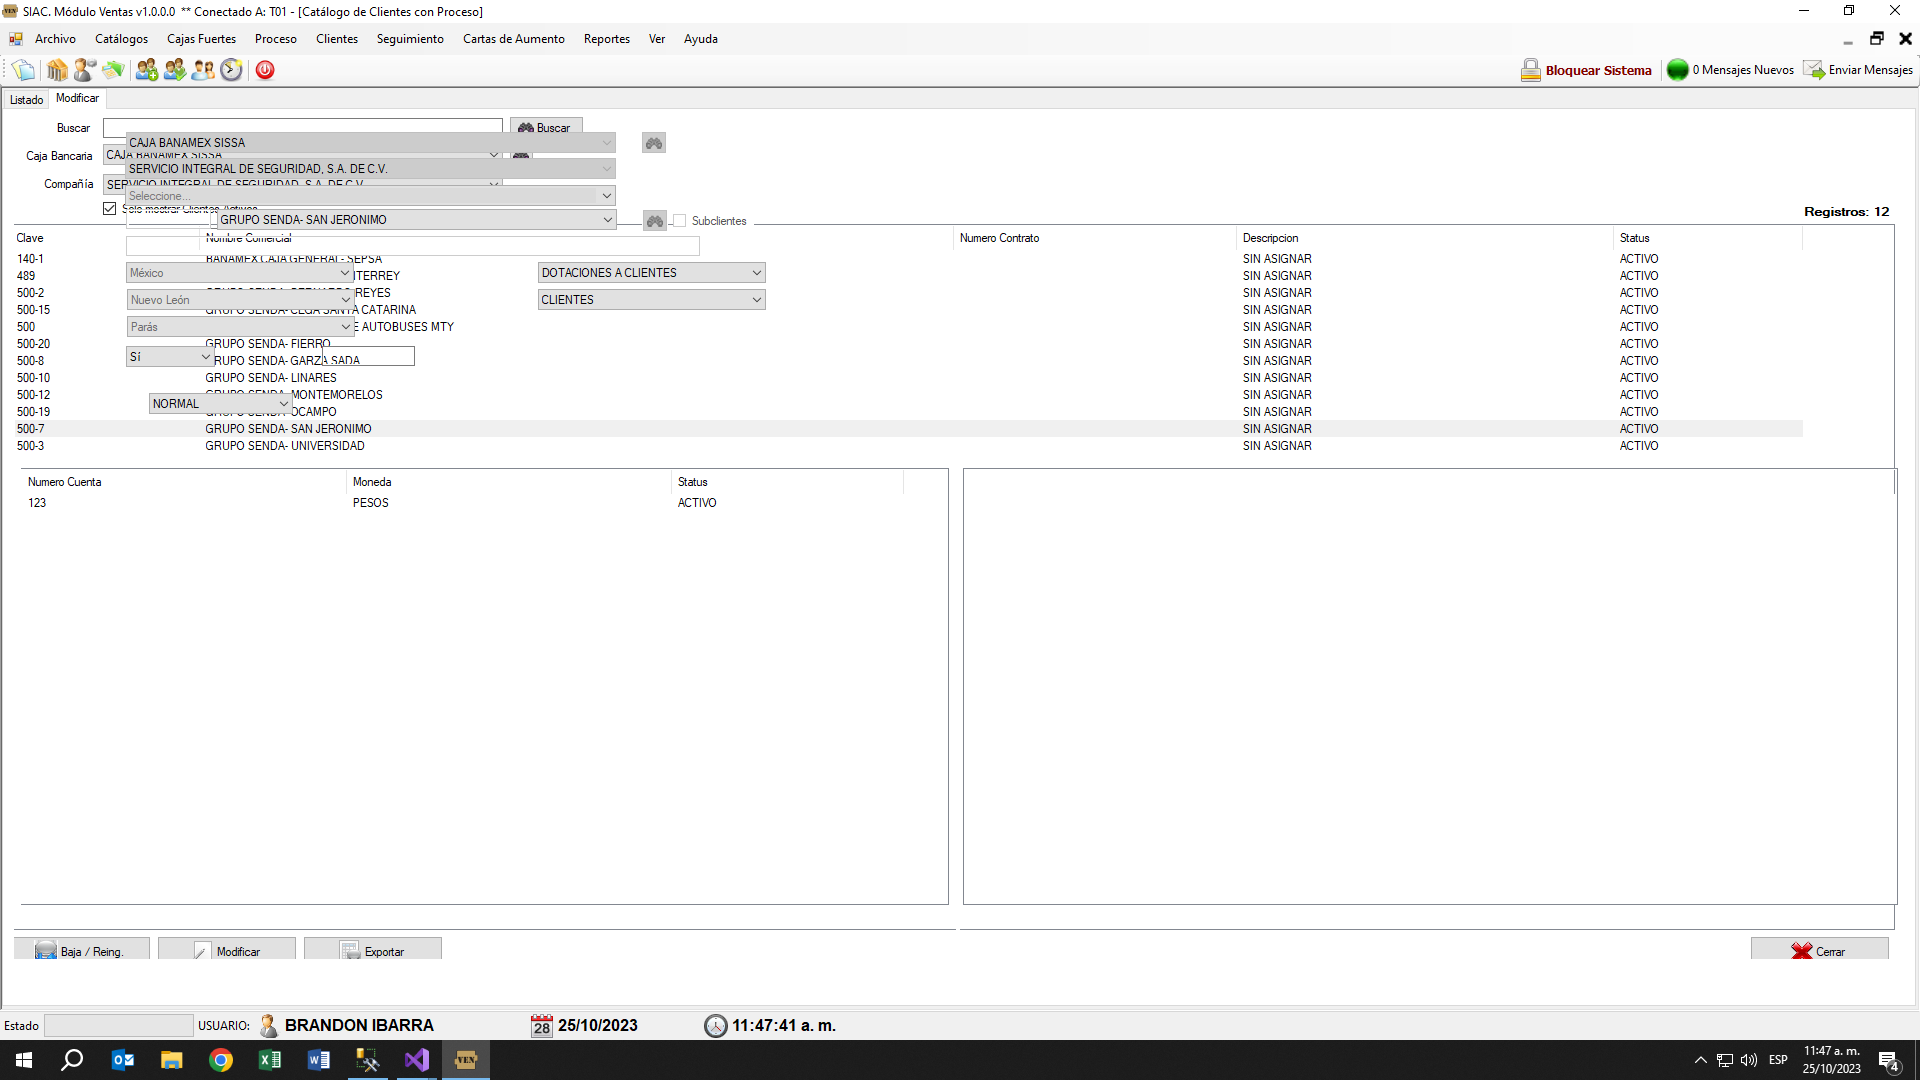 SIAC. Módulo Ventas v1.0.0.0 ** Conectado A: T01 - [Catálogo de Clientes con Proceso]
Archivo Catálogos Cajas Fuertes Proceso Clientes Seguimiento Cartas de Aumento Reportes Ver Ayuda
Bloquear Sistema 0 Mensajes Nuevos Enviar Mensajes
Listado Modificar
Buscar Buscar
CAJA BANAMEX SISSA
Caja Bancaria CAJA BANAMEX SISSA
SERVICIO INTEGRAL DE SEGURIDAD, S.A. DE C.V.
Compañía SERVICIO INTEGRAL DE SEGURIDAD, S.A. DE C.V.
Seleccione...
Solo mostrar Clientes Activos
Registros: 12
GRUPO SENDA- SAN JERONIMO Subclientes
Clave Nombre Comercial Numero Contrato Descripcion Status
140-1 BANAMEX CAJA GENERAL- SEPSA SIN ASIGNAR ACTIVO
México DOTACIONES A CLIENTES
489 NTERREY SIN ASIGNAR ACTIVO
500-2 GRUPO SENDA- BERNARDO REYES SIN ASIGNAR ACTIVO
Nuevo León CLIENTES
500-15 GRUPO SENDA- CEGA SANTA CATARINA SIN ASIGNAR ACTIVO
500 E AUTOBUSES MTY SIN ASIGNAR ACTIVO
Parás
500-20 GRUPO SENDA- FIERRO SIN ASIGNAR ACTIVO
Sí
500-8 GRUPO SENDA- GARZA SADA SIN ASIGNAR ACTIVO
500-10 GRUPO SENDA- LINARES SIN ASIGNAR ACTIVO
500-12 GRUPO SENDA- MONTEMORELOS SIN ASIGNAR ACTIVO
NORMAL
500-19 GRUPO SENDA- OCAMPO SIN ASIGNAR ACTIVO
500-7 GRUPO SENDA- SAN JERONIMO SIN ASIGNAR ACTIVO
500-3 GRUPO SENDA- UNIVERSIDAD SIN ASIGNAR ACTIVO
Numero Cuenta Moneda Status
123 PESOS ACTIVO
Baja / Reing. Modificar Exportar Cerrar
Estado USUARIO: BRANDON IBARRA 28 25/10/2023 11:47:41 a. m.
VEN ESP 11:47 a. m.
25/10/2023 4